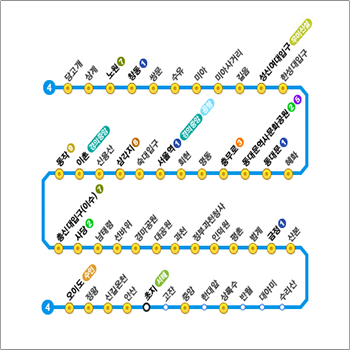 4
당고개
상계
노원 7
창동 1
쌍문
수유
미아
미아사거리
길음
성신여대입구 우이신설
한성대입구
동작 9
이촌 경의중앙
신용산
삼각지 6
숙대입구
서울역 1 경의중앙 공항
회현
명동
충무로 3
동대문역사문화공원 2 5
동대문 1
혜화
총신대입구(이수) 7
사당 2
남태령
선바위
경마공원
대공원
과천
정부과천청사
인덕원
평촌
범계
금정 1
산본
4
오이도 수인
정왕
신길온천
안산
초지 서해
고잔
중앙
한대앞
상록수
반월
대야미
수리산